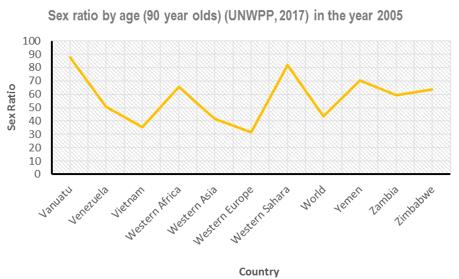 Sex ratio by age (90 year olds) (UNWPP, 2017) in the year 2005
100
90
80
70
60
50
40
30
20
10
0
Sex Ratio
Vanuatu
Venezuela
Vietnam
Western Africa
Western Asia
Western Europe
Western Sahara
World
Yemen
Zambia
Zimbabwe
Country